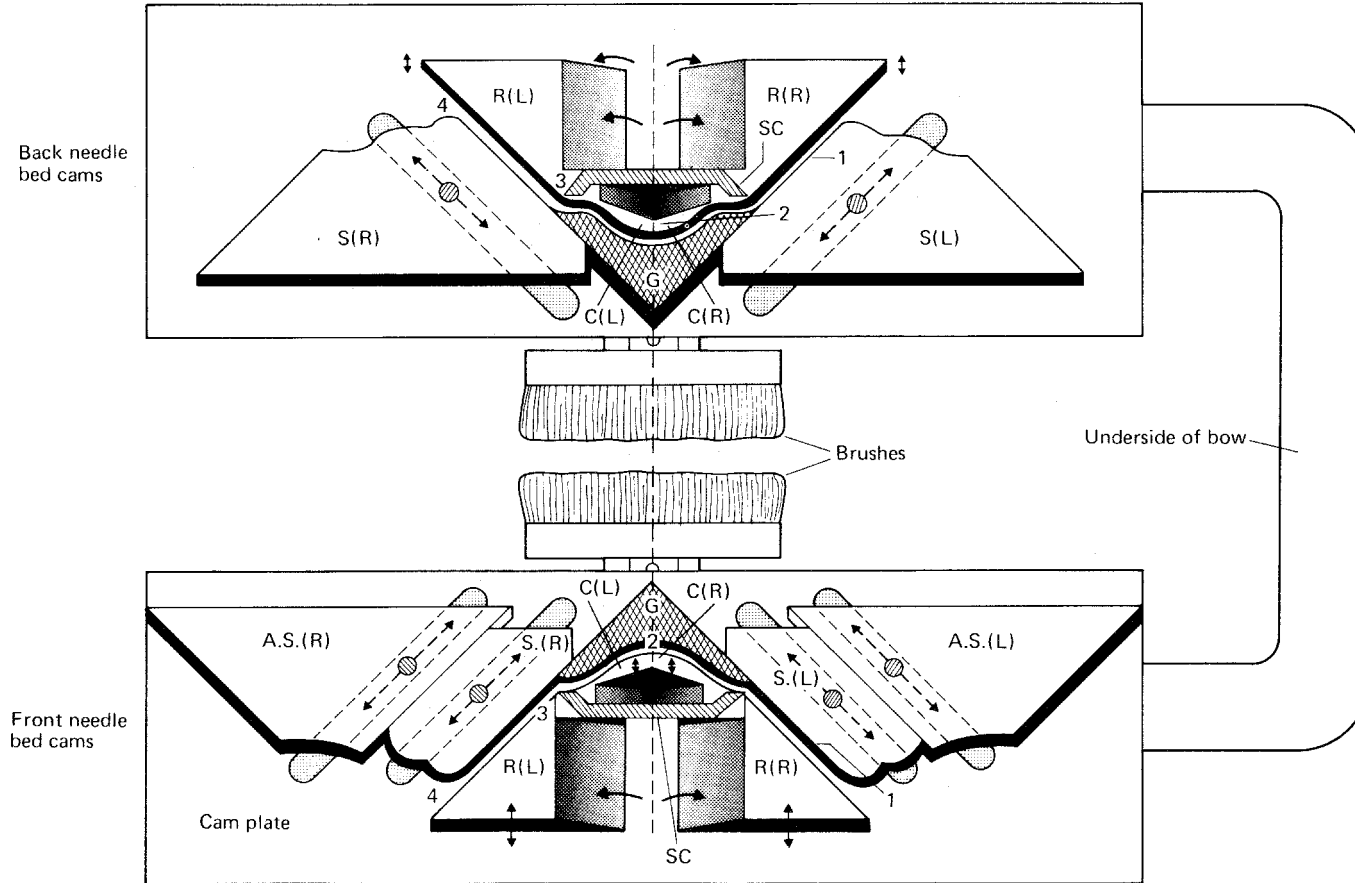 R(L)
R(R)
SC
4
1
Back needle
bed cams
3
2
S(R)
S(L)
G
C(L)
C(R)
Brushes
Underside of bow
C(L)
C(R)
G
A.S.(R)
S.(R)
2
A.S.(L)
S.(L)
Front needle
bed cams
3
R(L)
R(R)
4
1
Cam plate
SC